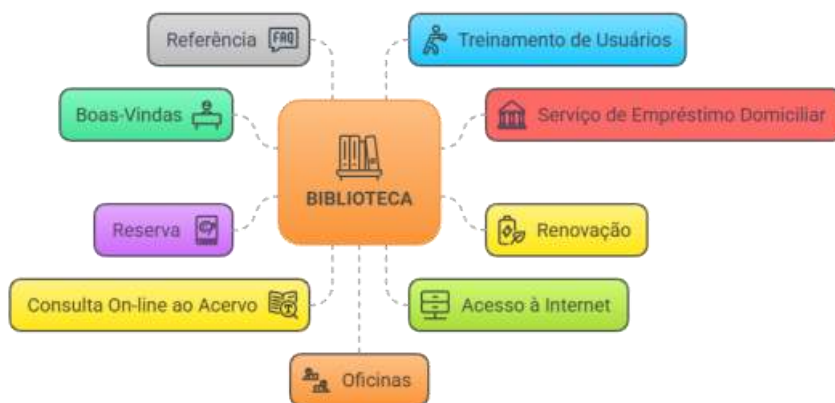 Referência
FAQ
Treinamento de Usuários
Boas-Vindas
Serviço de Empréstimo Domiciliar
BIBLIOTECA
Reserva
Renovação
Consulta On-line ao Acervo
Acesso à Internet
Oficinas